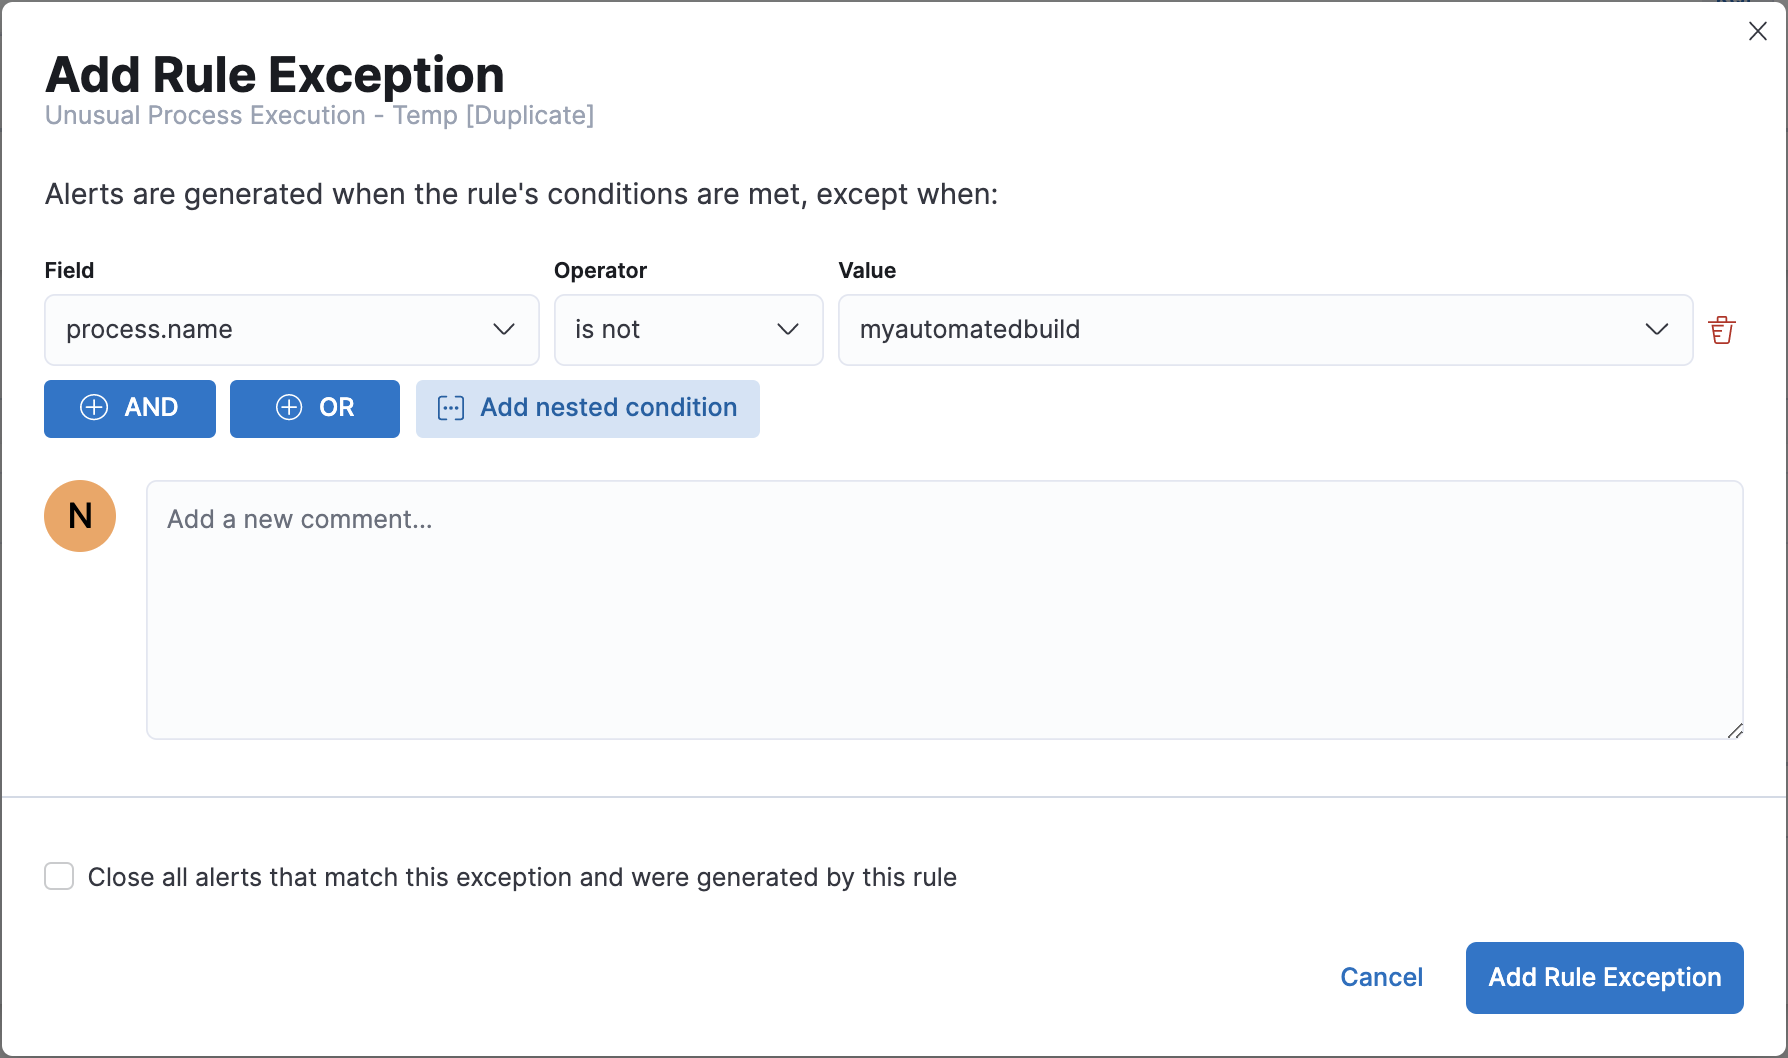 Add Rule Exception
Unusual Process Execution - Temp [Duplicate]
Alerts are generated when the rule's conditions are met, except when:
Field Operator Value
process.name is not myautomatedbuild
AND OR Add nested condition
N
Add a new comment...
Close all alerts that match this exception and were generated by this rule
Cancel Add Rule Exception